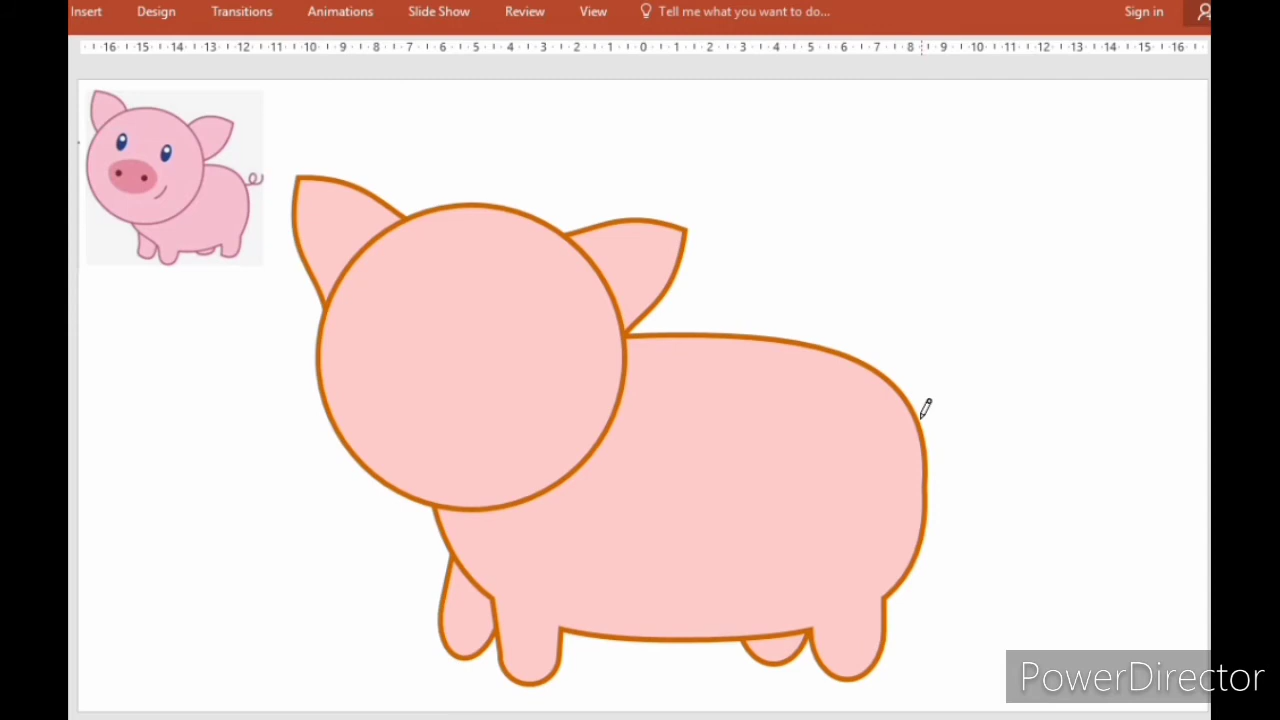 Insert Design Transitions Animations Slide Show Review View Tell me what you want to do... Sign in
16 15 14 13 12 11 10 9 8 7 6 5 4 3 2 1 0 1 2 3 4 5 6 7 8 9 10 11 12 13 14 15 16
PowerDirector